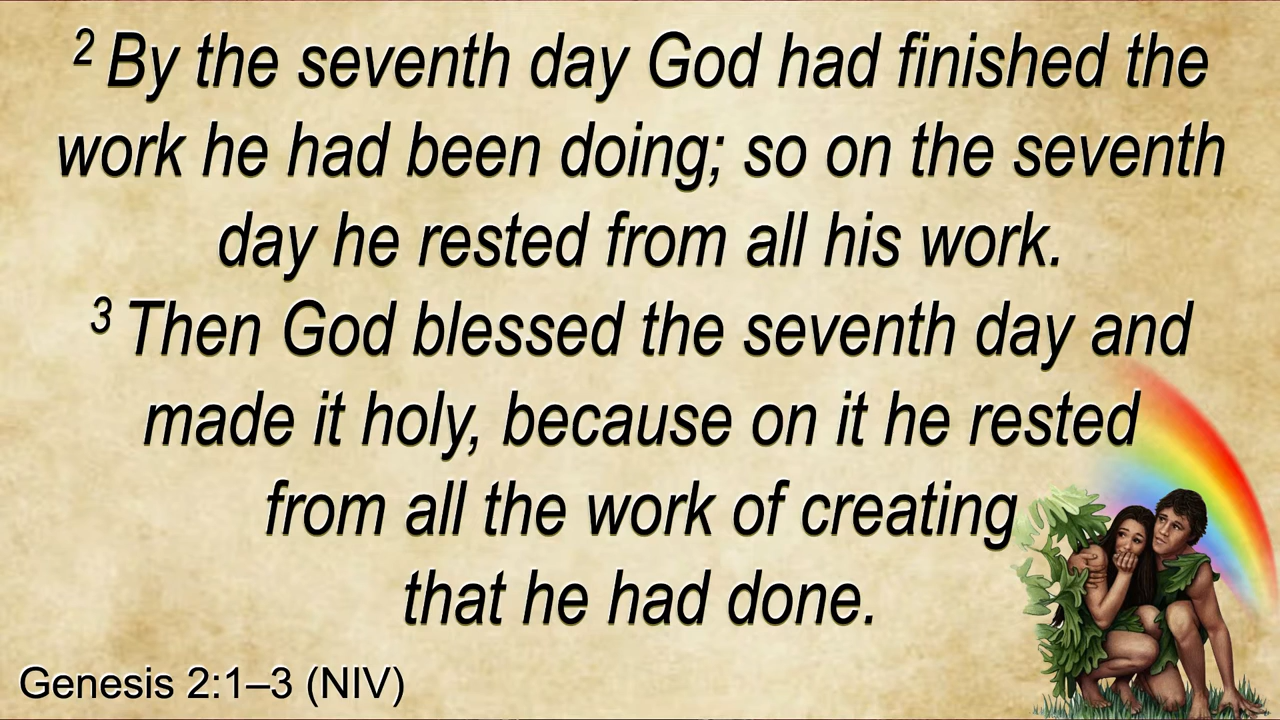 2 By the seventh day God had finished the
work he had been doing; so on the seventh
day he rested from all his work.
3 Then God blessed the seventh day and
made it holy, because on it he rested
from all the work of creating
that he had done.
Genesis 2:1–3 (NIV)